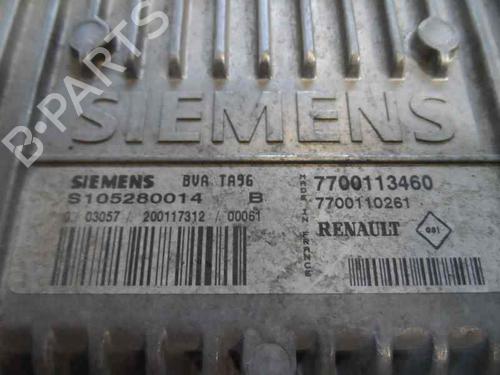 B-PARTS
SIEMENS
SIEMENS BVA TA96
S105280014 B
03057 / 200117312 / 00061
MADE IN FRANCE
7700113460
7700110261
RENAULT